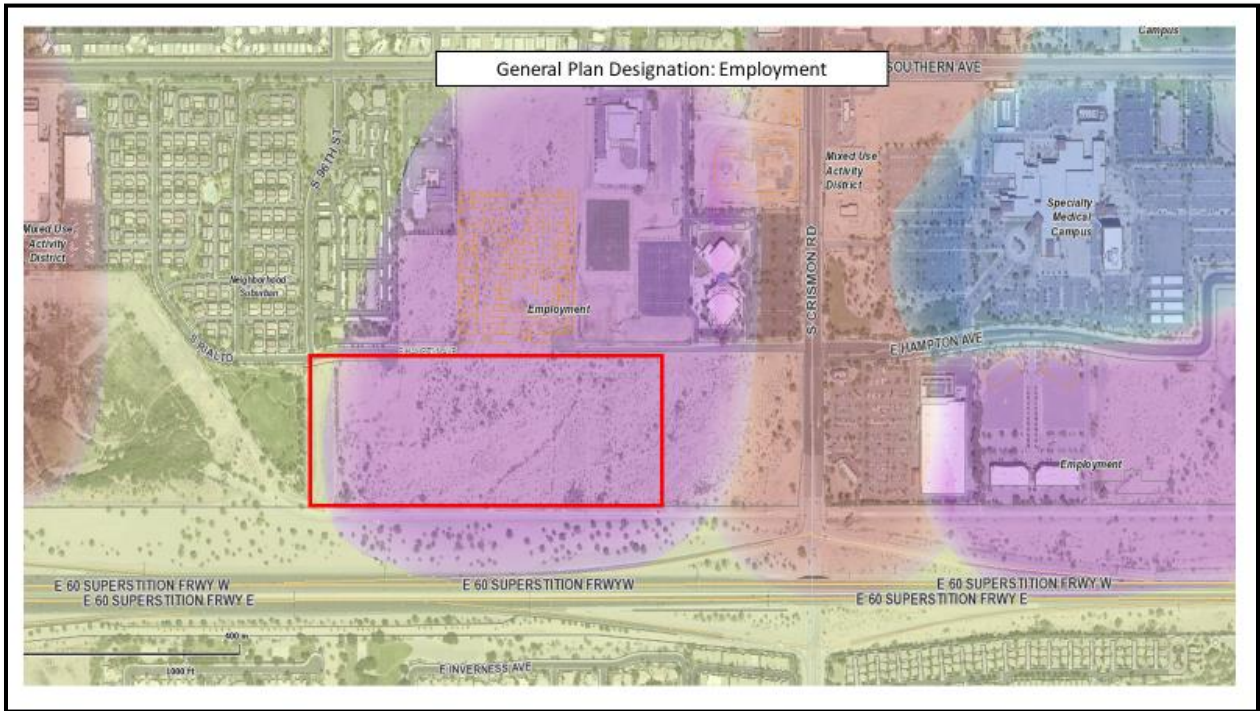 Campus
General Plan Designation: Employment
SOUTHERN AVE
S 96TH ST
Mixed Use
Activity
District
Specialty
Medical
Campus
Mixed Use
Activity
District
S CRISMON RD
Neighborhood
Suburban
Employment
S RIALTO
E HAMPTON AVE
Employment
E 60 SUPERSTITION FRWY W
E 60 SUPERSTITION FRWY W
E 60 SUPERSTITION FRWY W
E 60 SUPERSTITION FRWY E
E 60 SUPERSTITION FRWY E
400 m
1000 ft
E INVERNESS AVE